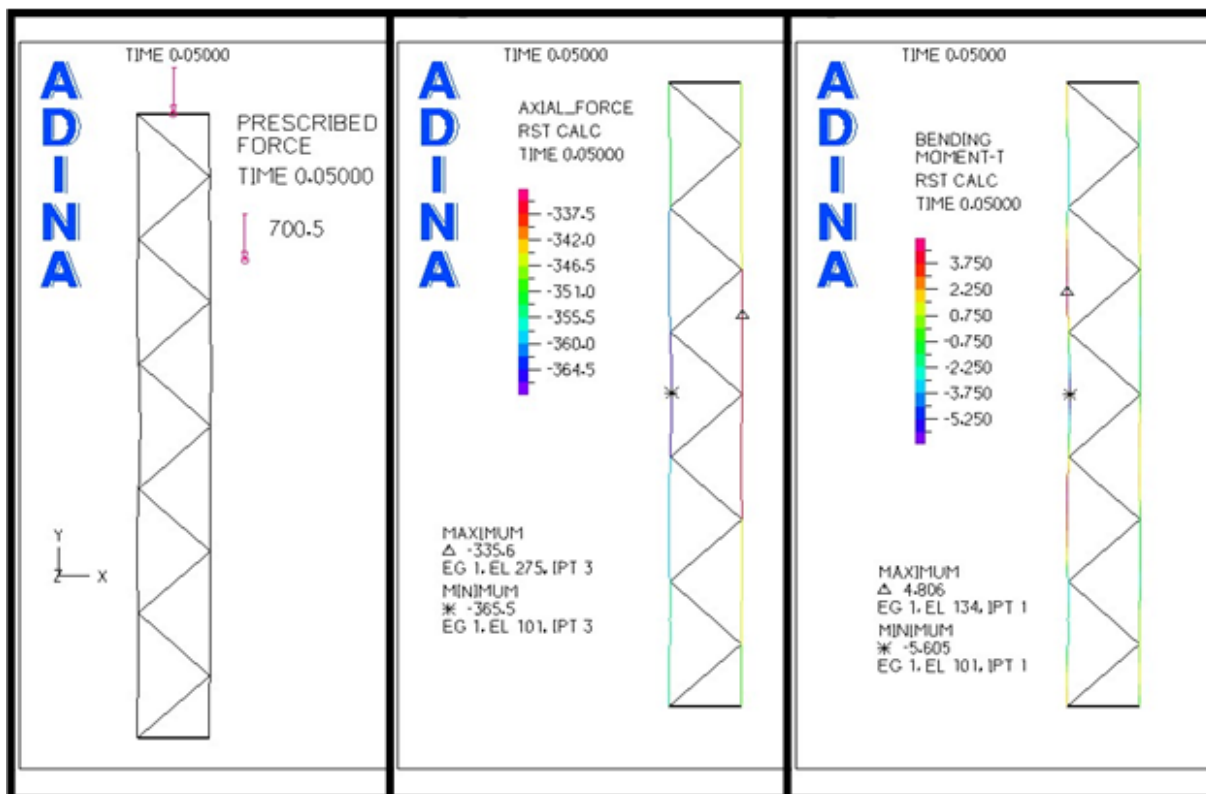 TIME 0.05000
ADINA
PRESCRIBED
FORCE
TIME 0.05000
700.5
Y
Z X
TIME 0.05000
ADINA
AXIAL_FORCE
RST CALC
TIME 0.05000
-337.5
-342.0
-346.5
-351.0
-355.5
-360.0
-364.5
MAXIMUM
△ -335.6
EG 1, EL 275, IPT 3
MINIMUM
✳ -365.5
EG 1, EL 101, IPT 3
TIME 0.05000
ADINA
BENDING
MOMENT-T
RST CALC
TIME 0.05000
3.750
2.250
0.750
-0.750
-2.250
-3.750
-5.250
MAXIMUM
△ 4.806
EG 1, EL 134, IPT 1
MINIMUM
✳ -5.605
EG 1, EL 101, IPT 1